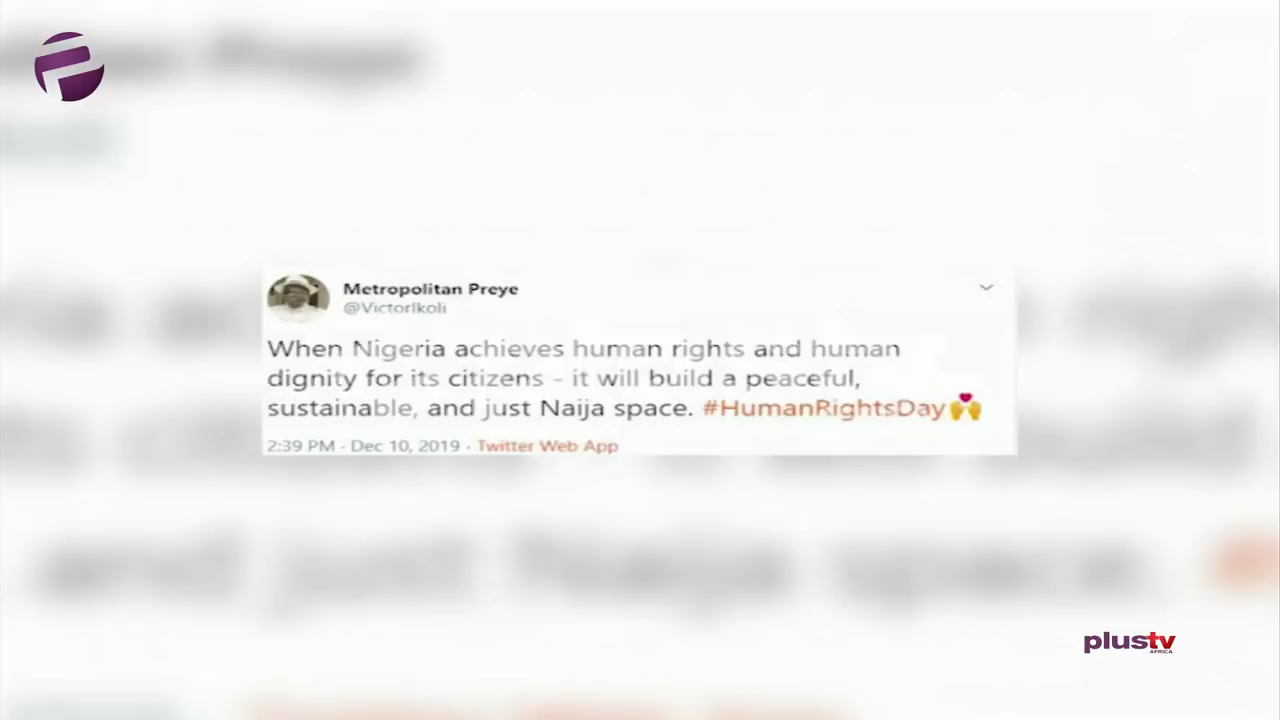 Metropolitan Preye
@VictorIkoli
When Nigeria achieves human rights and human
dignity for its citizens - it will build a peaceful,
sustainable, and just Naija space. #HumanRightsDay
2:39 PM · Dec 10, 2019 · Twitter Web App
plustv
AFRICA